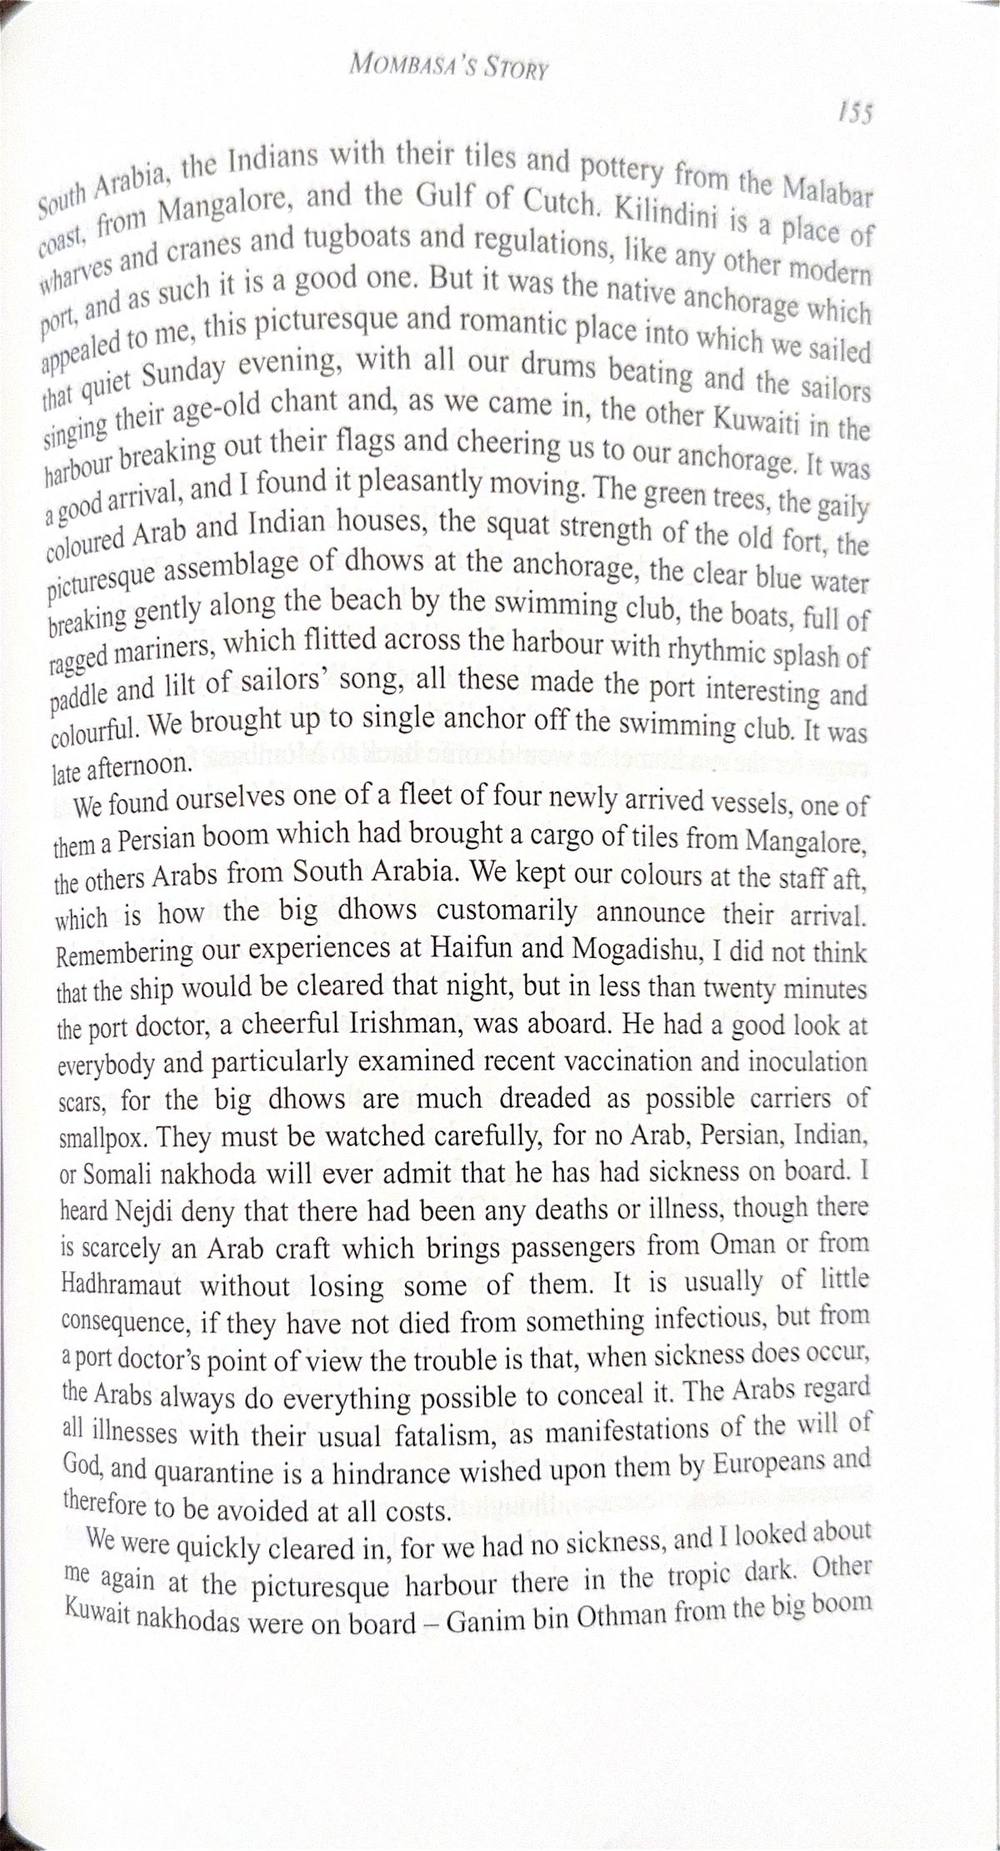 MOMBASA'S STORY
155
South Arabia, the Indians with their tiles and pottery from the Malabar
coast, from Mangalore, and the Gulf of Cutch. Kilindini is a place of
wharves and cranes and tugboats and regulations, like any other modern
port, and as such it is a good one. But it was the native anchorage which
appealed to me, this picturesque and romantic place into which we sailed
that quiet Sunday evening, with all our drums beating and the sailors
singing their age-old chant and, as we came in, the other Kuwaiti in the
harbour breaking out their flags and cheering us to our anchorage. It was
a good arrival, and I found it pleasantly moving. The green trees, the gaily
coloured Arab and Indian houses, the squat strength of the old fort, the
picturesque assemblage of dhows at the anchorage, the clear blue water
breaking gently along the beach by the swimming club, the boats, full of
ragged mariners, which flitted across the harbour with rhythmic splash of
paddle and lilt of sailors' song, all these made the port interesting and
colourful. We brought up to single anchor off the swimming club. It was
late afternoon.
We found ourselves one of a fleet of four newly arrived vessels, one of
them a Persian boom which had brought a cargo of tiles from Mangalore,
the others Arabs from South Arabia. We kept our colours at the staff aft,
which is how the big dhows customarily announce their arrival.
Remembering our experiences at Haifun and Mogadishu, I did not think
that the ship would be cleared that night, but in less than twenty minutes
the port doctor, a cheerful Irishman, was aboard. He had a good look at
everybody and particularly examined recent vaccination and inoculation
scars, for the big dhows are much dreaded as possible carriers of
smallpox. They must be watched carefully, for no Arab, Persian, Indian,
or Somali nakhoda will ever admit that he has had sickness on board. I
heard Nejdi deny that there had been any deaths or illness, though there
is scarcely an Arab craft which brings passengers from Oman or from
Hadhramaut without losing some of them. It is usually of little
consequence, if they have not died from something infectious, but from
a port doctor's point of view the trouble is that, when sickness does occur,
the Arabs always do everything possible to conceal it. The Arabs regard
all illnesses with their usual fatalism, as manifestations of the will of
God, and quarantine is a hindrance wished upon them by Europeans and
therefore to be avoided at all costs.
We were quickly cleared in, for we had no sickness, and I looked about
me again at the picturesque harbour there in the tropic dark. Other
Kuwait nakhodas were on board – Ganim bin Othman from the big boom